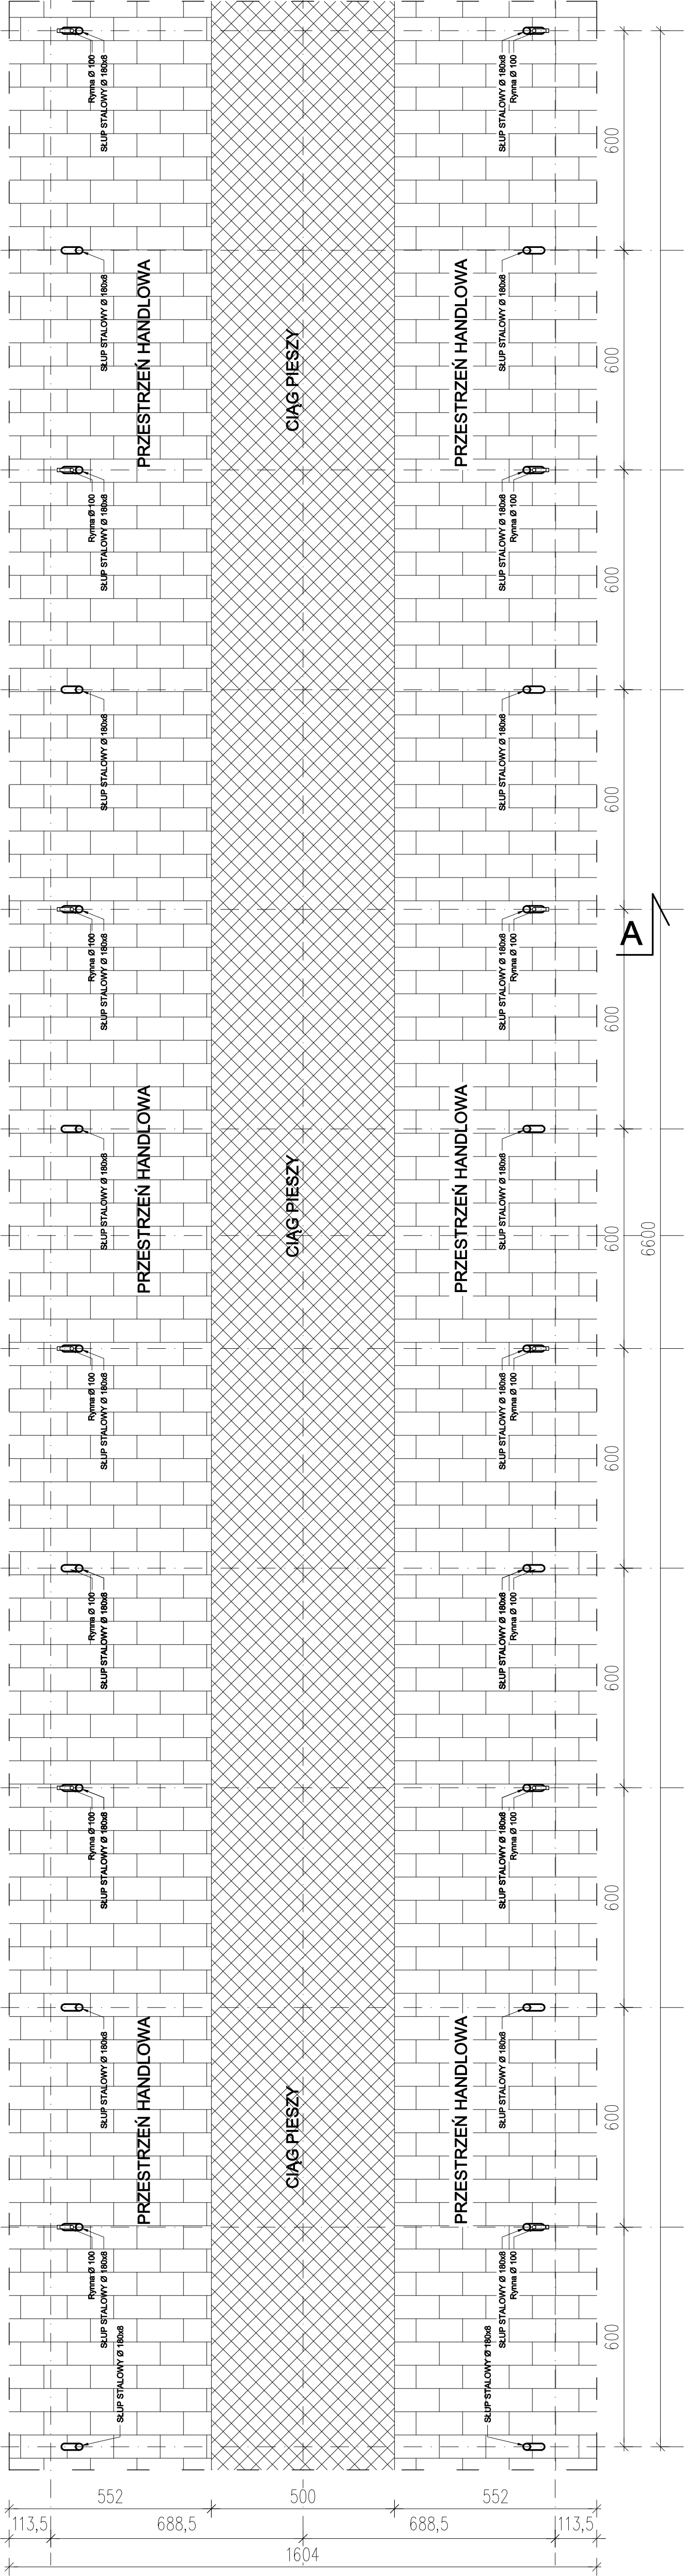 Rynna Ø 100
SŁUP STALOWY Ø 180x8
SŁUP STALOWY Ø 180x8
Rynna Ø 100
600
SŁUP STALOWY Ø 180x8
PRZESTRZEŃ HANDLOWA
CIĄG PIESZY
PRZESTRZEŃ HANDLOWA
SŁUP STALOWY Ø 180x8
600
Rynna Ø 100
SŁUP STALOWY Ø 180x8
SŁUP STALOWY Ø 180x8
Rynna Ø 100
600
SŁUP STALOWY Ø 180x8
SŁUP STALOWY Ø 180x8
600
A
Rynna Ø 100
SŁUP STALOWY Ø 180x8
SŁUP STALOWY Ø 180x8
Rynna Ø 100
600
SŁUP STALOWY Ø 180x8
PRZESTRZEŃ HANDLOWA
CIĄG PIESZY
PRZESTRZEŃ HANDLOWA
SŁUP STALOWY Ø 180x8
600
6600
Rynna Ø 100
SŁUP STALOWY Ø 180x8
SŁUP STALOWY Ø 180x8
Rynna Ø 100
600
Rynna Ø 100
SŁUP STALOWY Ø 180x8
SŁUP STALOWY Ø 180x8
Rynna Ø 100
600
Rynna Ø 100
SŁUP STALOWY Ø 180x8
SŁUP STALOWY Ø 180x8
Rynna Ø 100
600
SŁUP STALOWY Ø 180x8
PRZESTRZEŃ HANDLOWA
CIĄG PIESZY
PRZESTRZEŃ HANDLOWA
SŁUP STALOWY Ø 180x8
600
Rynna Ø 100
SŁUP STALOWY Ø 180x8
SŁUP STALOWY Ø 180x8
Rynna Ø 100
600
SŁUP STALOWY Ø 180x8
SŁUP STALOWY Ø 180x8
552 500 552
113,5 688,5 688,5 113,5
1604